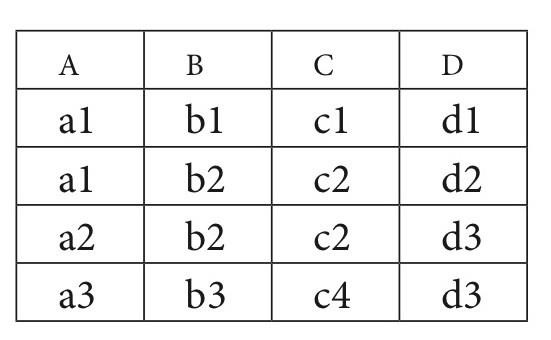 A B C D
a1 b1 c1 d1
a1 b2 c2 d2
a2 b2 c2 d3
a3 b3 c4 d3